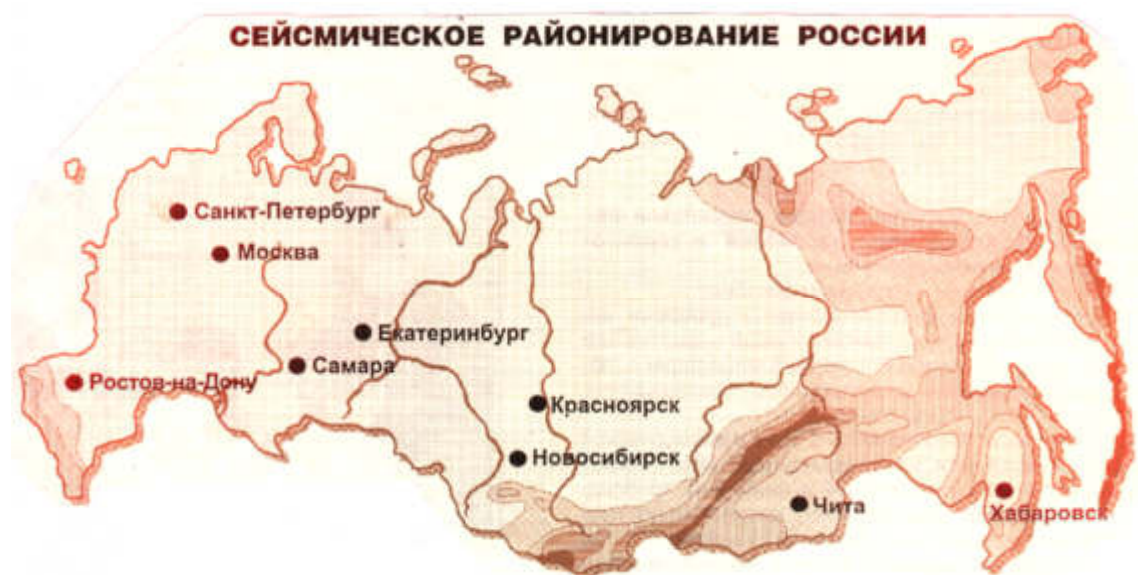 СЕЙСМИЧЕСКОЕ РАЙОНИРОВАНИЕ РОССИИ
Санкт-Петербург
Москва
Екатеринбург
Самара
Ростов-на-Дону
Красноярск
Новосибирск
Чита
Хабаровск